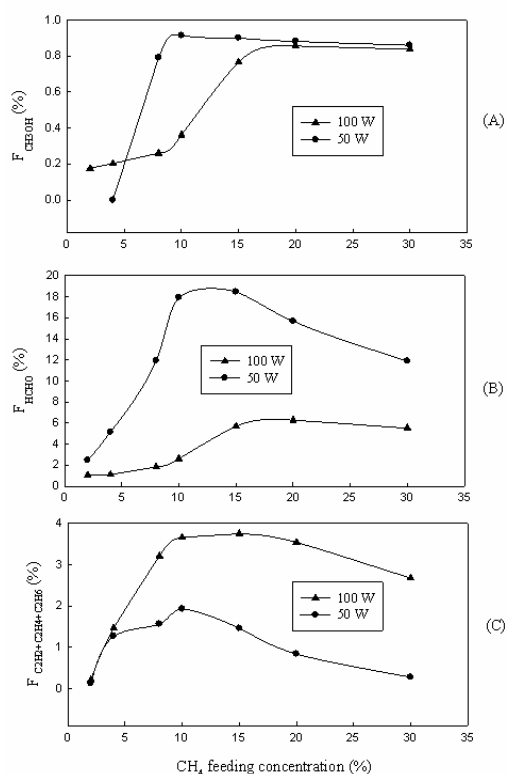 1.0
0.8
0.6
0.4
0.2
0.0
F CH3OH (%)
100 W
50 W
(A)
0 5 10 15 20 25 30 35
20
18
16
14
12
10
8
6
4
2
0
F HCHO (%)
100 W
50 W
(B)
0 5 10 15 20 25 30 35
4
3
2
1
0
F C2H2+C2H4+C2H6 (%)
100 W
50 W
(C)
0 5 10 15 20 25 30 35
CH4 feeding concentration (%)